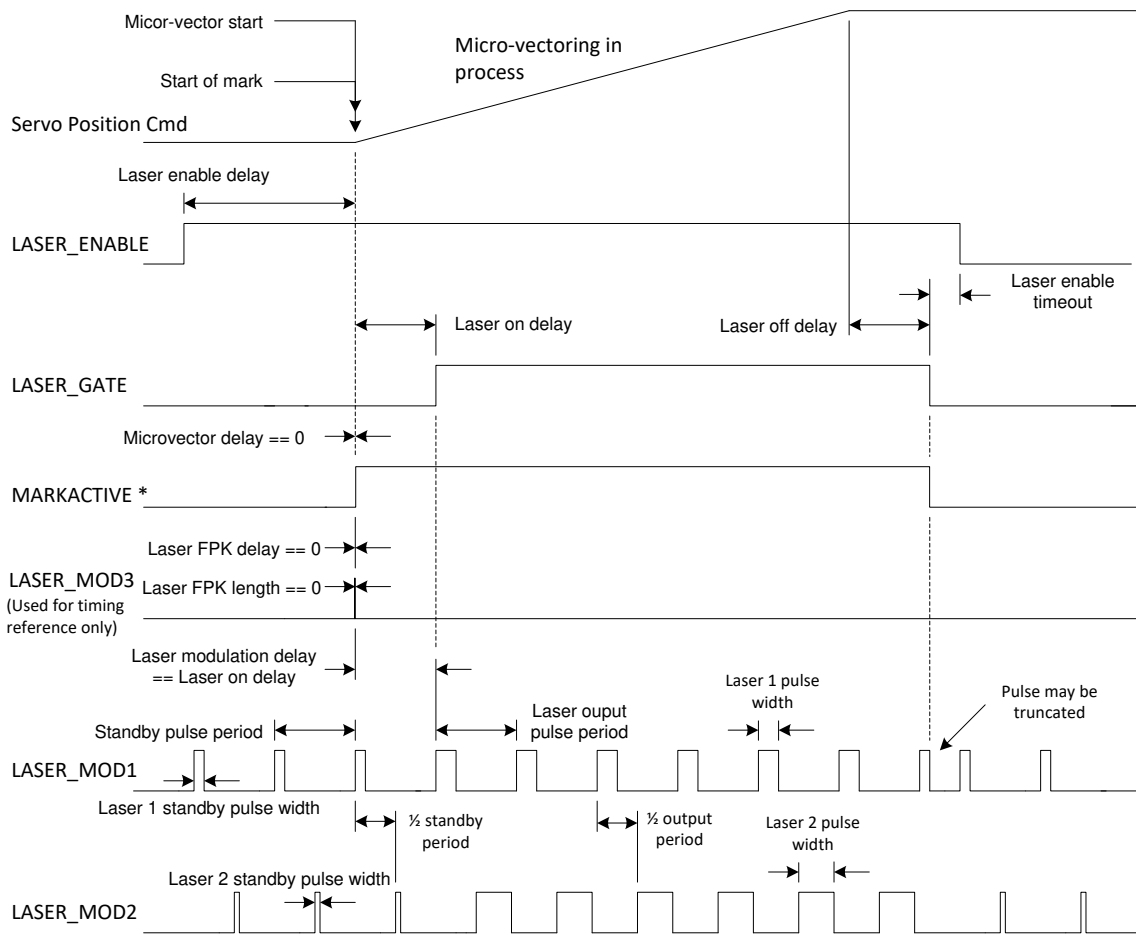 Micor-vector start
Micro-vectoring in
process
Start of mark
Servo Position Cmd
Laser enable delay
LASER_ENABLE
Laser enable
timeout
Laser on delay
Laser off delay
LASER_GATE
Microvector delay == 0
MARKACTIVE *
Laser FPK delay == 0
LASER_MOD3
Laser FPK length == 0
(Used for timing
reference only)
Laser modulation delay
== Laser on delay
Laser 1 pulse
width
Pulse may be
truncated
Standby pulse period
Laser ouput
pulse period
LASER_MOD1
Laser 1 standby pulse width
½ standby
period
½ output
period
Laser 2 pulse
width
Laser 2 standby pulse width
LASER_MOD2